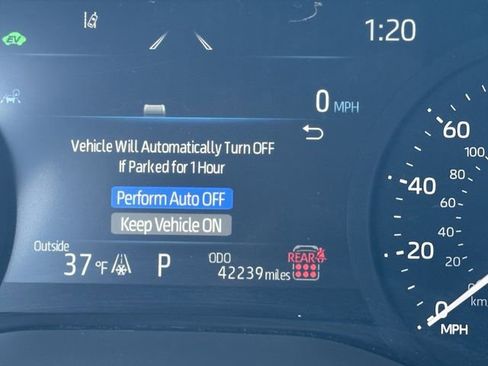 EV
1:20
0 MPH
Vehicle Will Automatically Turn OFF
If Parked for 1 Hour
Perform Auto OFF
Keep Vehicle ON
Outside
37 °F
P
ODO
42239 miles
REAR
60
100
80
40
60
40
20
20
0
0
km/
MPH